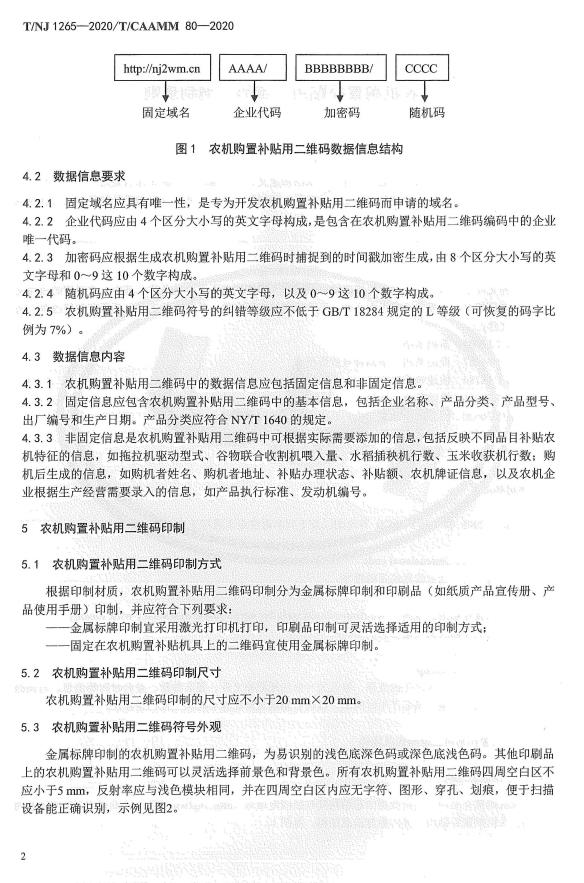 T/NJ 1265—2020/T/CAAMM 80—2020
http://nj2wm.cn AAAA/ BBBBBBBB/ CCCC
固定域名 企业代码 加密码 随机码
图 1 农机购置补贴用二维码数据信息结构
4.2 数据信息要求
4.2.1 固定域名应具有唯一性，是专为开发农机购置补贴用二维码而申请的域名。
4.2.2 企业代码应由 4 个区分大小写的英文字母构成，是包含在农机购置补贴用二维码编码中的企业
唯一代码。
4.2.3 加密码应根据生成农机购置补贴用二维码时捕捉到的时间戳加密生成，由 8 个区分大小写的英
文字母和 0～9 这 10 个数字构成。
4.2.4 随机码应由 4 个区分大小写的英文字母，以及 0～9 这 10 个数字构成。
4.2.5 农机购置补贴用二维码符号的纠错等级应不低于 GB/T 18284 规定的 L 等级（可恢复的码字比
例为 7%）。
4.3 数据信息内容
4.3.1 农机购置补贴用二维码中的数据信息应包括固定信息和非固定信息。
4.3.2 固定信息应包含农机购置补贴用二维码中的基本信息，包括企业名称、产品分类、产品型号、
出厂编号和生产日期。产品分类应符合 NY/T 1640 的规定。
4.3.3 非固定信息是农机购置补贴用二维码中可根据实际需要添加的信息，包括反映不同品目补贴农
机特征的信息，如拖拉机驱动型式、谷物联合收割机喂入量、水稻插秧机行数、玉米收获机行数；购
机后生成的信息，如购机者姓名、购机者地址、补贴办理状态、补贴额、农机牌证信息，以及农机企
业根据生产经营需要录入的信息，如产品执行标准、发动机编号。
5 农机购置补贴用二维码印制
5.1 农机购置补贴用二维码印制方式
根据印制材质，农机购置补贴用二维码印制分为金属标牌印制和印刷品（如纸质产品宣传册、产
品使用手册）印制，并应符合下列要求：
——金属标牌印制宜采用激光打印机打印，印刷品印制可灵活选择适用的印制方式；
——固定在农机购置补贴机具上的二维码宜使用金属标牌印制。
5.2 农机购置补贴用二维码印制尺寸
农机购置补贴用二维码印制的尺寸应不小于20 mm×20 mm。
5.3 农机购置补贴用二维码符号外观
金属标牌印制的农机购置补贴用二维码，为易识别的浅色底深色码或深色底浅色码。其他印刷品
上的农机购置补贴用二维码可以灵活选择前景色和背景色。所有农机购置补贴用二维码四周空白区不
应小于5 mm，反射率应与浅色模块相同，并在四周空白区内应无字符、图形、穿孔、划痕，便于扫描
设备能正确识别，示例见图2。
2